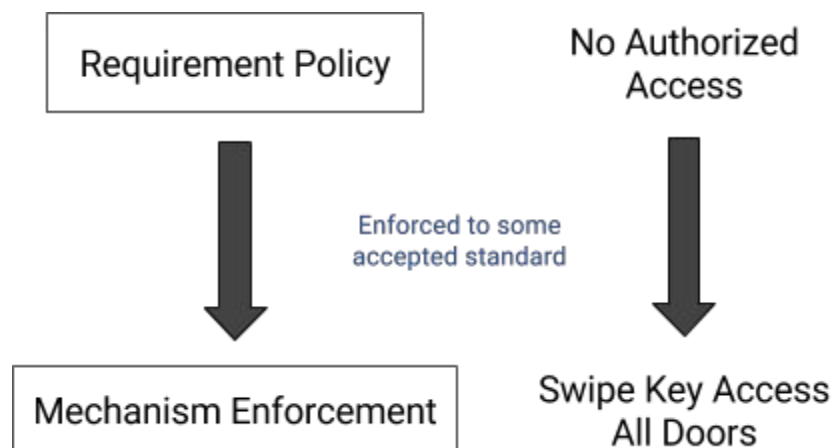 Requirement Policy
No Authorized
Access
Enforced to some
accepted standard
Mechanism Enforcement
Swipe Key Access
All Doors